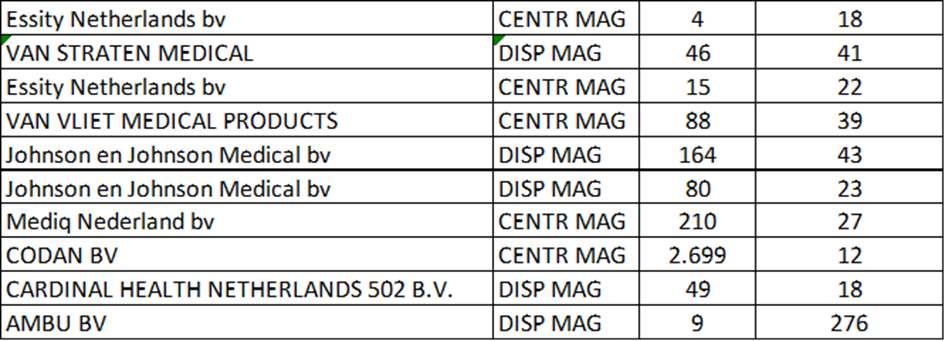 Essity Netherlands bv CENTR MAG 4 18
VAN STRATEN MEDICAL DISP MAG 46 41
Essity Netherlands bv CENTR MAG 15 22
VAN VLIET MEDICAL PRODUCTS CENTR MAG 88 39
Johnson en Johnson Medical bv DISP MAG 164 43
Johnson en Johnson Medical bv DISP MAG 80 23
Mediq Nederland bv CENTR MAG 210 27
CODAN BV CENTR MAG 2.699 12
CARDINAL HEALTH NETHERLANDS 502 B.V. DISP MAG 49 18
AMBU BV DISP MAG 9 276